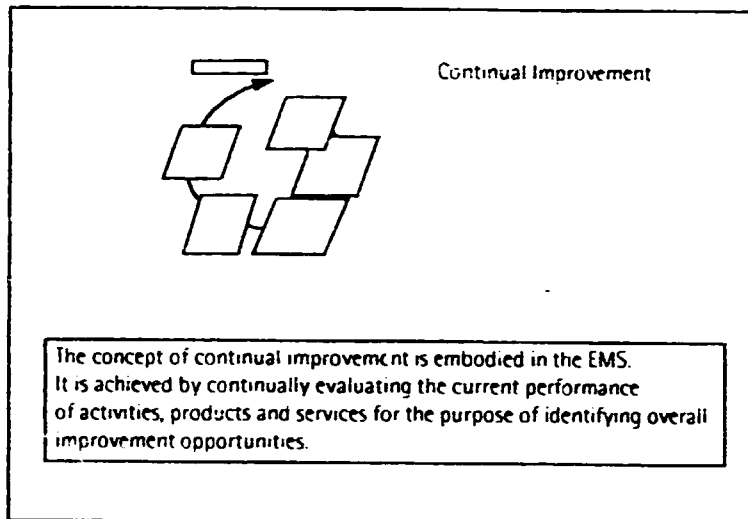 Continual Improvement
The concept of continual improvement is embodied in the EMS.
It is achieved by continually evaluating the current performance
of activities, products and services for the purpose of identifying overall
improvement opportunities.